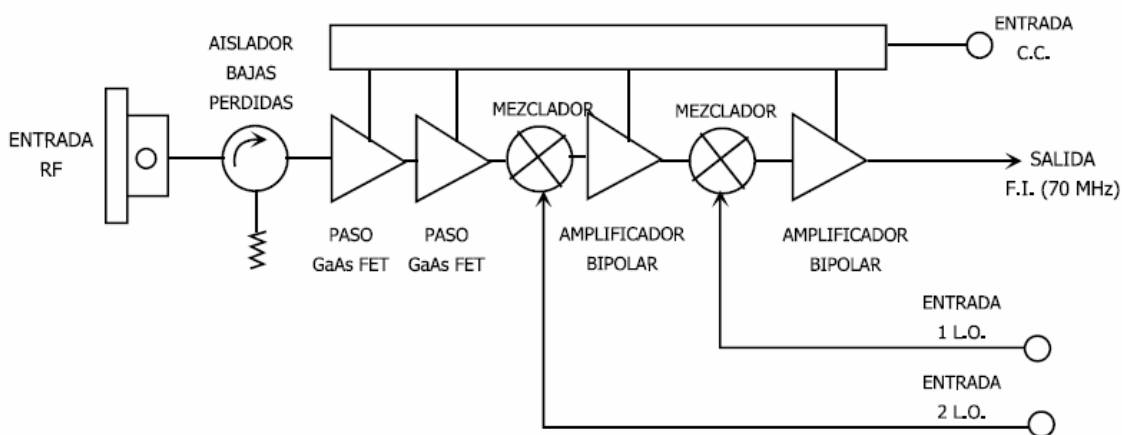 ENTRADA
C.C.
AISLADOR
BAJAS
PERDIDAS
MEZCLADOR
MEZCLADOR
ENTRADA
RF
SALIDA
F.I. (70 MHz)
PASO
GaAs FET
PASO
GaAs FET
AMPLIFICADOR
BIPOLAR
AMPLIFICADOR
BIPOLAR
ENTRADA
1 L.O.
ENTRADA
2 L.O.